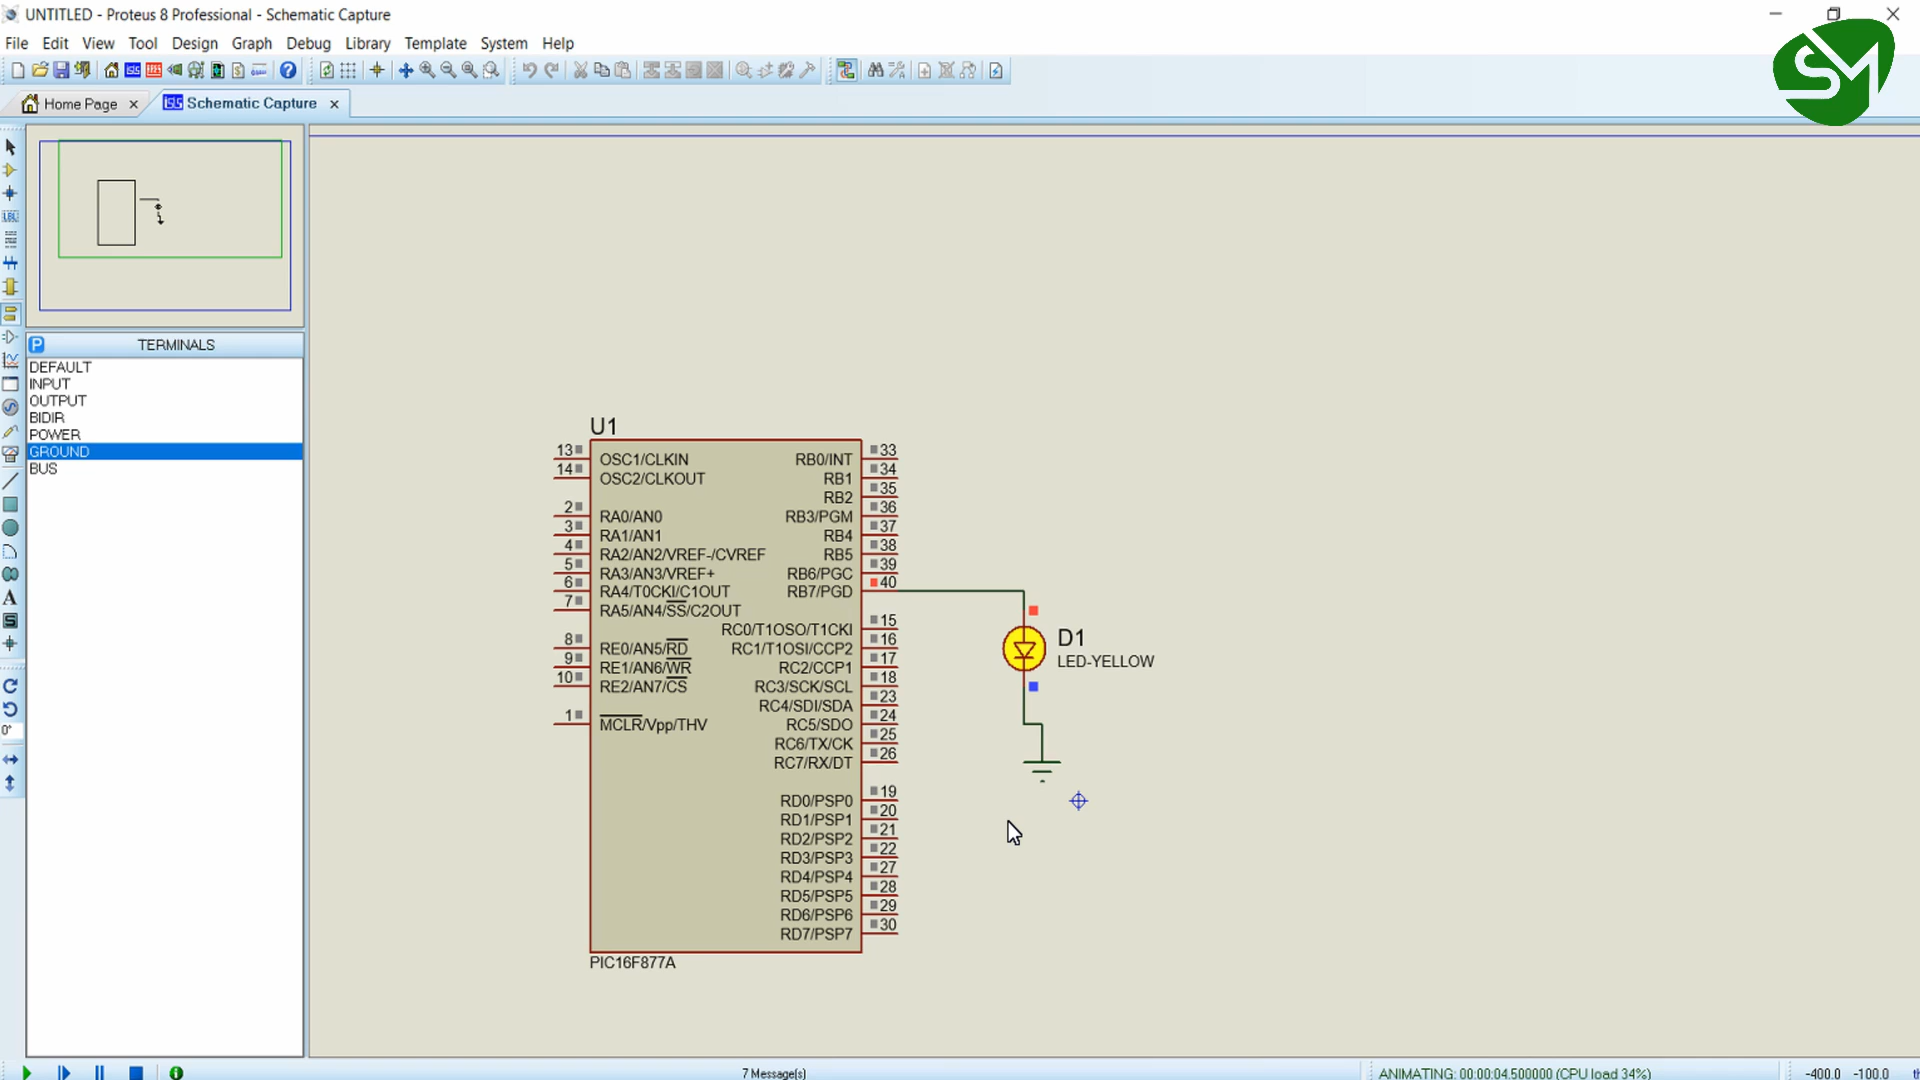 UNTITLED - Proteus 8 Professional - Schematic Capture
File Edit View Tool Design Graph Debug Library Template System Help
SM
Home Page
Schematic Capture
LBL
TERMINALS
DEFAULT
INPUT
OUTPUT
BIDIR
POWER
GROUND
BUS
A
S
0°
U1
13 OSC1/CLKIN
14 OSC2/CLKOUT
2 RA0/AN0
3 RA1/AN1
4 RA2/AN2/VREF-/CVREF
5 RA3/AN3/VREF+
6 RA4/T0CKI/C1OUT
7 RA5/AN4/SS/C2OUT
8 RE0/AN5/RD
9 RE1/AN6/WR
10 RE2/AN7/CS
1 MCLR/Vpp/THV
RB0/INT 33
RB1 34
RB2 35
RB3/PGM 36
RB4 37
RB5 38
RB6/PGC 39
RB7/PGD 40
RC0/T1OSO/T1CKI 15
RC1/T1OSI/CCP2 16
RC2/CCP1 17
RC3/SCK/SCL 18
RC4/SDI/SDA 23
RC5/SDO 24
RC6/TX/CK 25
RC7/RX/DT 26
RD0/PSP0 19
RD1/PSP1 20
RD2/PSP2 21
RD3/PSP3 22
RD4/PSP4 27
RD5/PSP5 28
RD6/PSP6 29
RD7/PSP7 30
PIC16F877A
D1
LED-YELLOW
7 Message(s)
ANIMATING: 00:00:04.500000 (CPU load 34%)
-400.0 -100.0